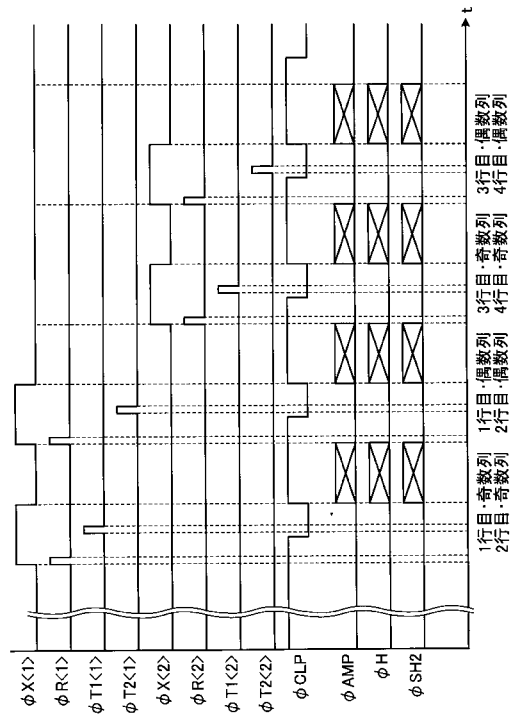 φX<1>
φR<1>
φT1<1>
φT2<1>
φX<2>
φR<2>
φT1<2>
φT2<2>
φCLP
φAMP
φH
φSH2
1行目・奇数列
2行目・奇数列
1行目・偶数列
2行目・偶数列
3行目・奇数列
4行目・奇数列
3行目・偶数列
4行目・偶数列
t